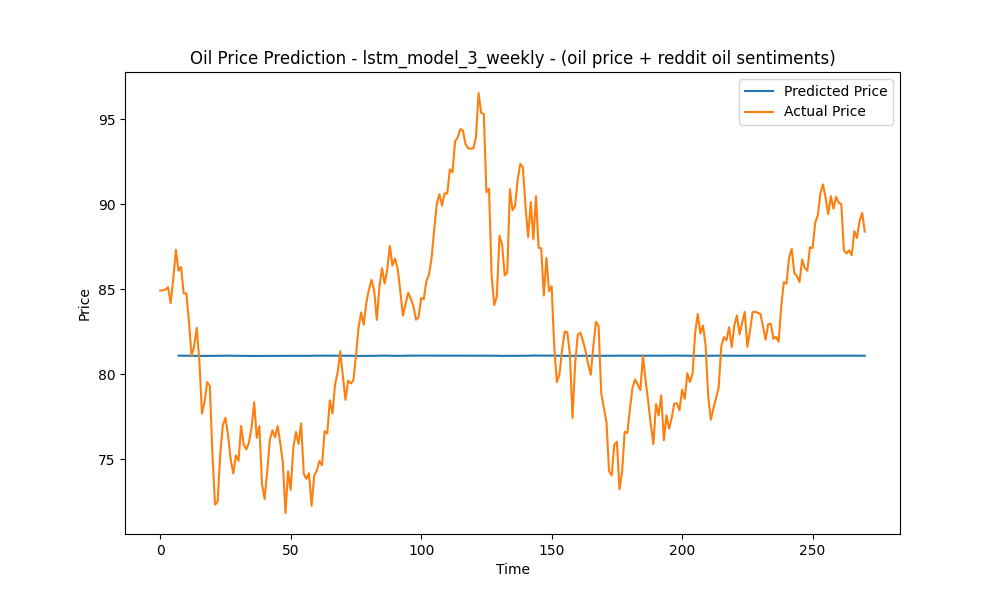 Oil Price Prediction - lstm_model_3_weekly - (oil price + reddit oil sentiments)
Predicted Price
Actual Price
95
90
85
80
75
Price
0 50 100 150 200 250
Time